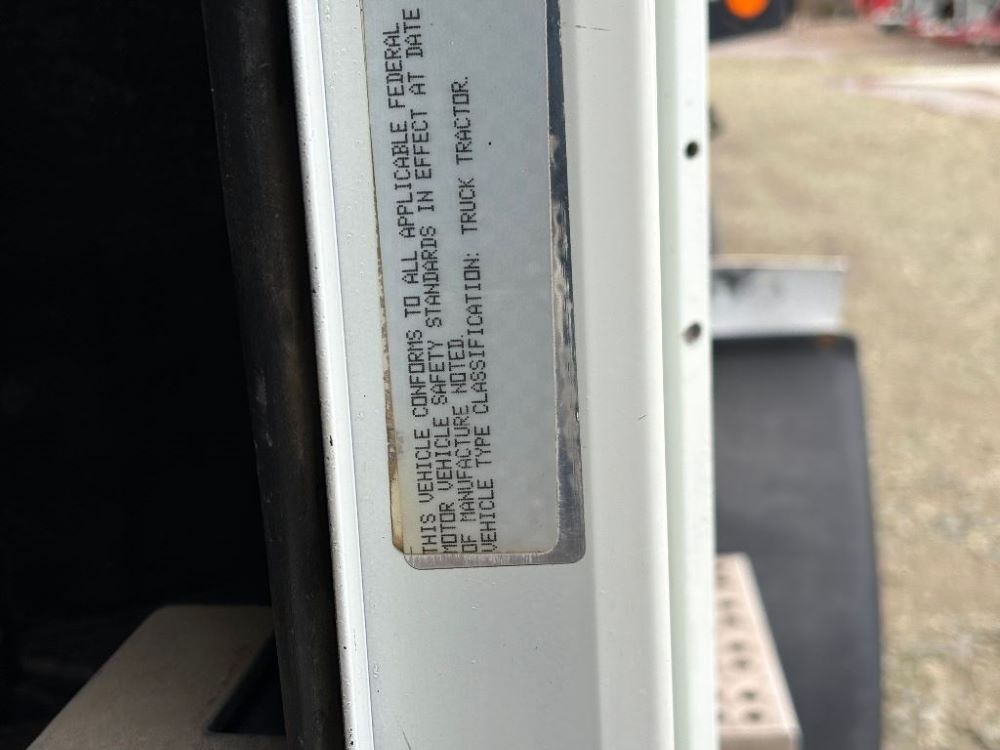 THIS VEHICLE CONFORMS TO ALL APPLICABLE FEDERAL
MOTOR VEHICLE SAFETY STANDARDS IN EFFECT AT DATE
OF MANUFACTURE NOTED.
VEHICLE TYPE CLASSIFICATION: TRUCK TRACTOR.